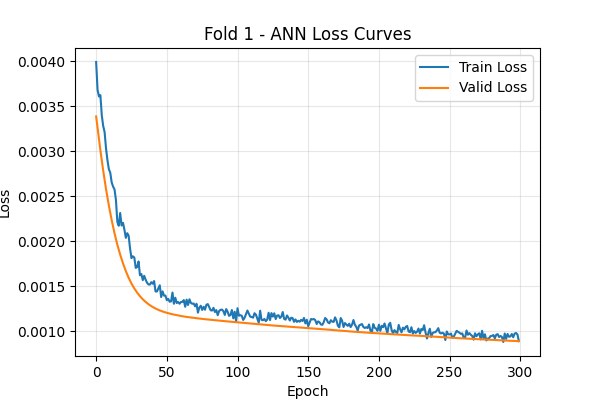 Fold 1 - ANN Loss Curves
Train Loss
Valid Loss
Loss
0.0040
0.0035
0.0030
0.0025
0.0020
0.0015
0.0010
0 50 100 150 200 250 300
Epoch